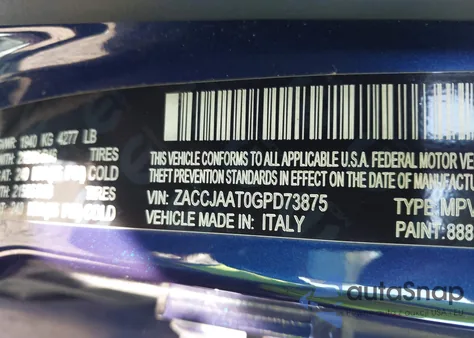 GVWR: 1940 KG 4277 LB
TIRES
COLD
TIRES
COLD
THIS VEHICLE CONFORMS TO ALL APPLICABLE U.S.A. FEDERAL MOTOR VE
THEFT PREVENTION STANDARDS IN EFFECT ON THE DATE OF MANUFACTUR
VIN: ZACCJAAT0GPD73875 TYPE: MPV
VEHICLE MADE IN: ITALY PAINT: 888
autoSnap